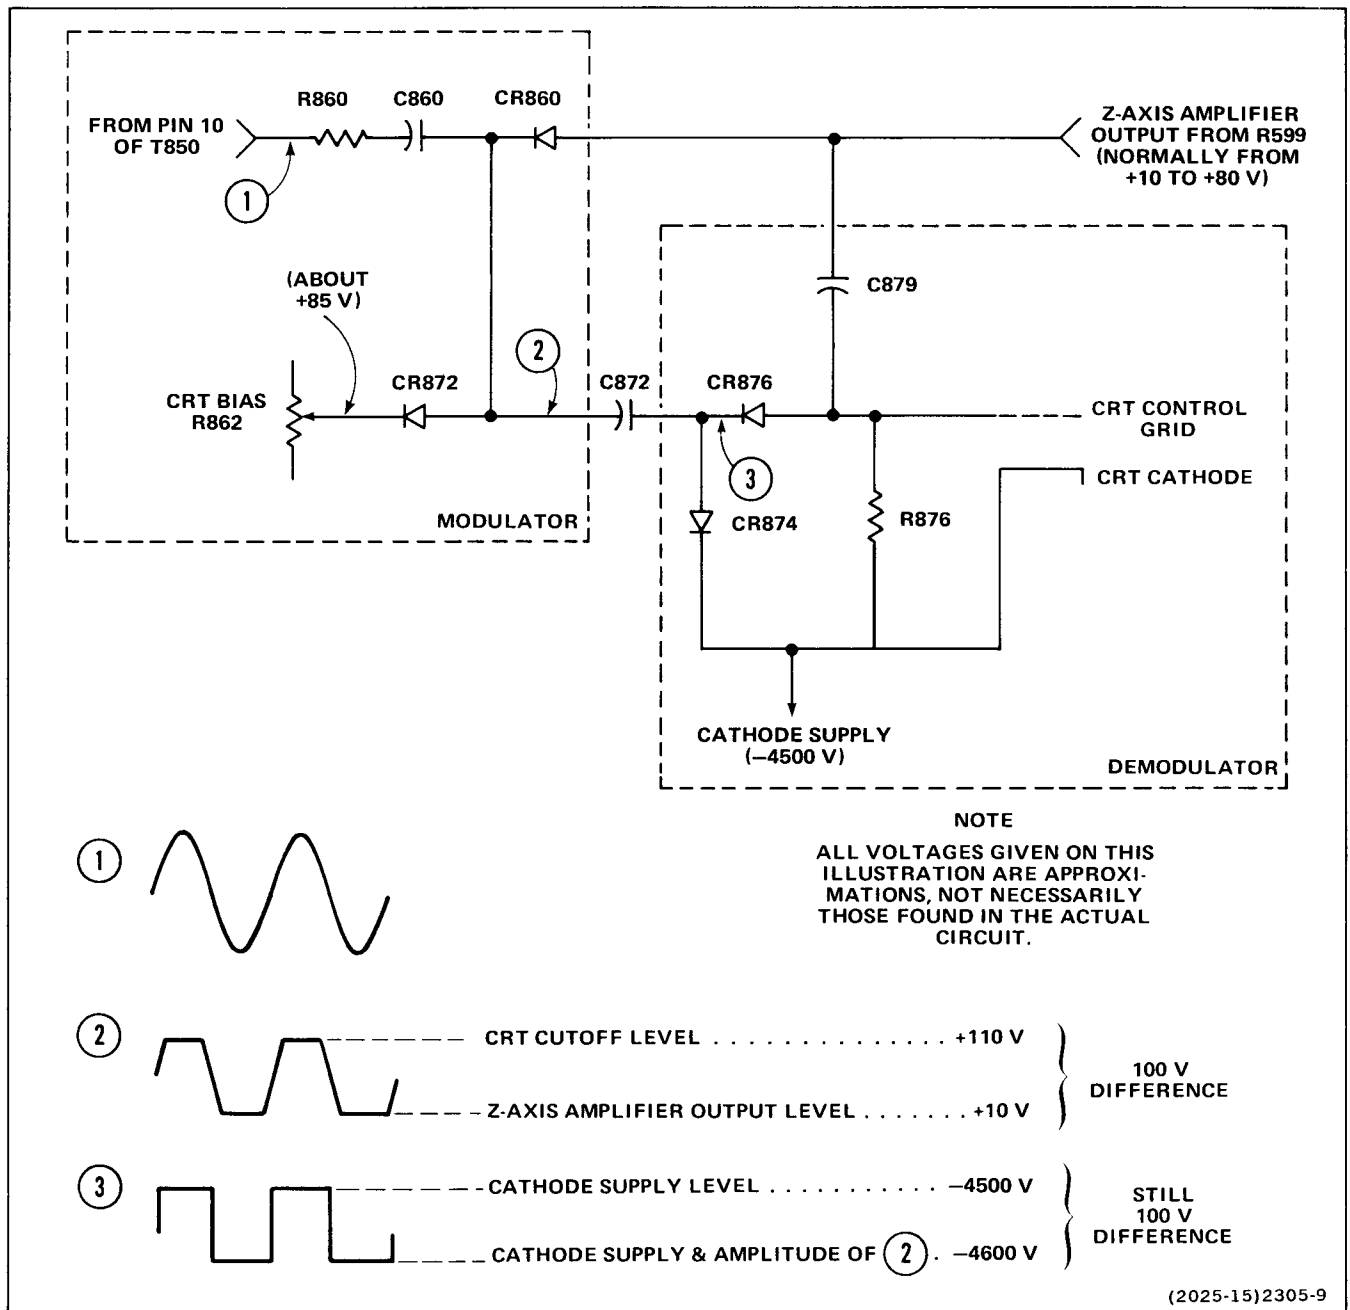 R860
C860
CR860
FROM PIN 10
OF T850
Z-AXIS AMPLIFIER
OUTPUT FROM R599
(NORMALLY FROM
+10 TO +80 V)
1
(ABOUT
+85 V)
C879
2
CR872
C872
CR876
CRT BIAS
R862
CRT CONTROL
GRID
3
CRT CATHODE
MODULATOR
CR874
R876
CATHODE SUPPLY
(−4500 V)
DEMODULATOR
NOTE
ALL VOLTAGES GIVEN ON THIS
ILLUSTRATION ARE APPROXI-
MATIONS, NOT NECESSARILY
THOSE FOUND IN THE ACTUAL
CIRCUIT.
1
2
CRT CUTOFF LEVEL . . . . . . . . . . . . . . . +110 V
Z-AXIS AMPLIFIER OUTPUT LEVEL . . . . . . . +10 V
100 V
DIFFERENCE
3
CATHODE SUPPLY LEVEL . . . . . . . . . . . −4500 V
CATHODE SUPPLY & AMPLITUDE OF 2 . −4600 V
STILL
100 V
DIFFERENCE
(2025-15)2305-9